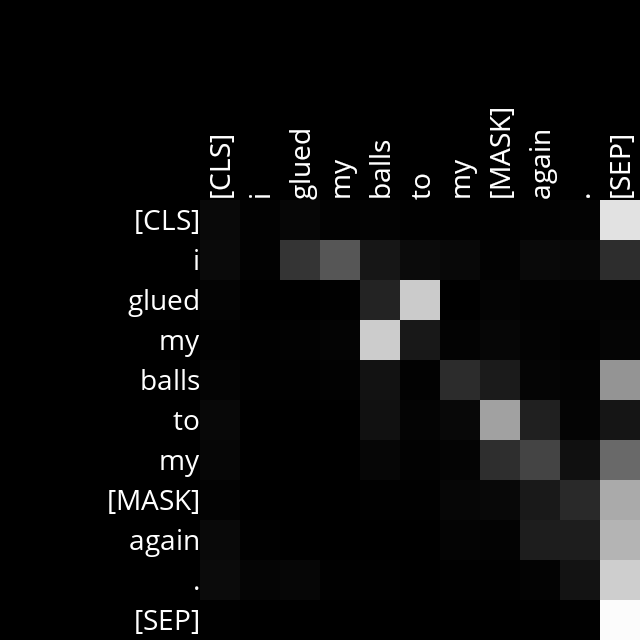 [CLS] i glued my balls to my [MASK] again . [SEP]
[CLS]
i
glued
my
balls
to
my
[MASK]
again
.
[SEP]